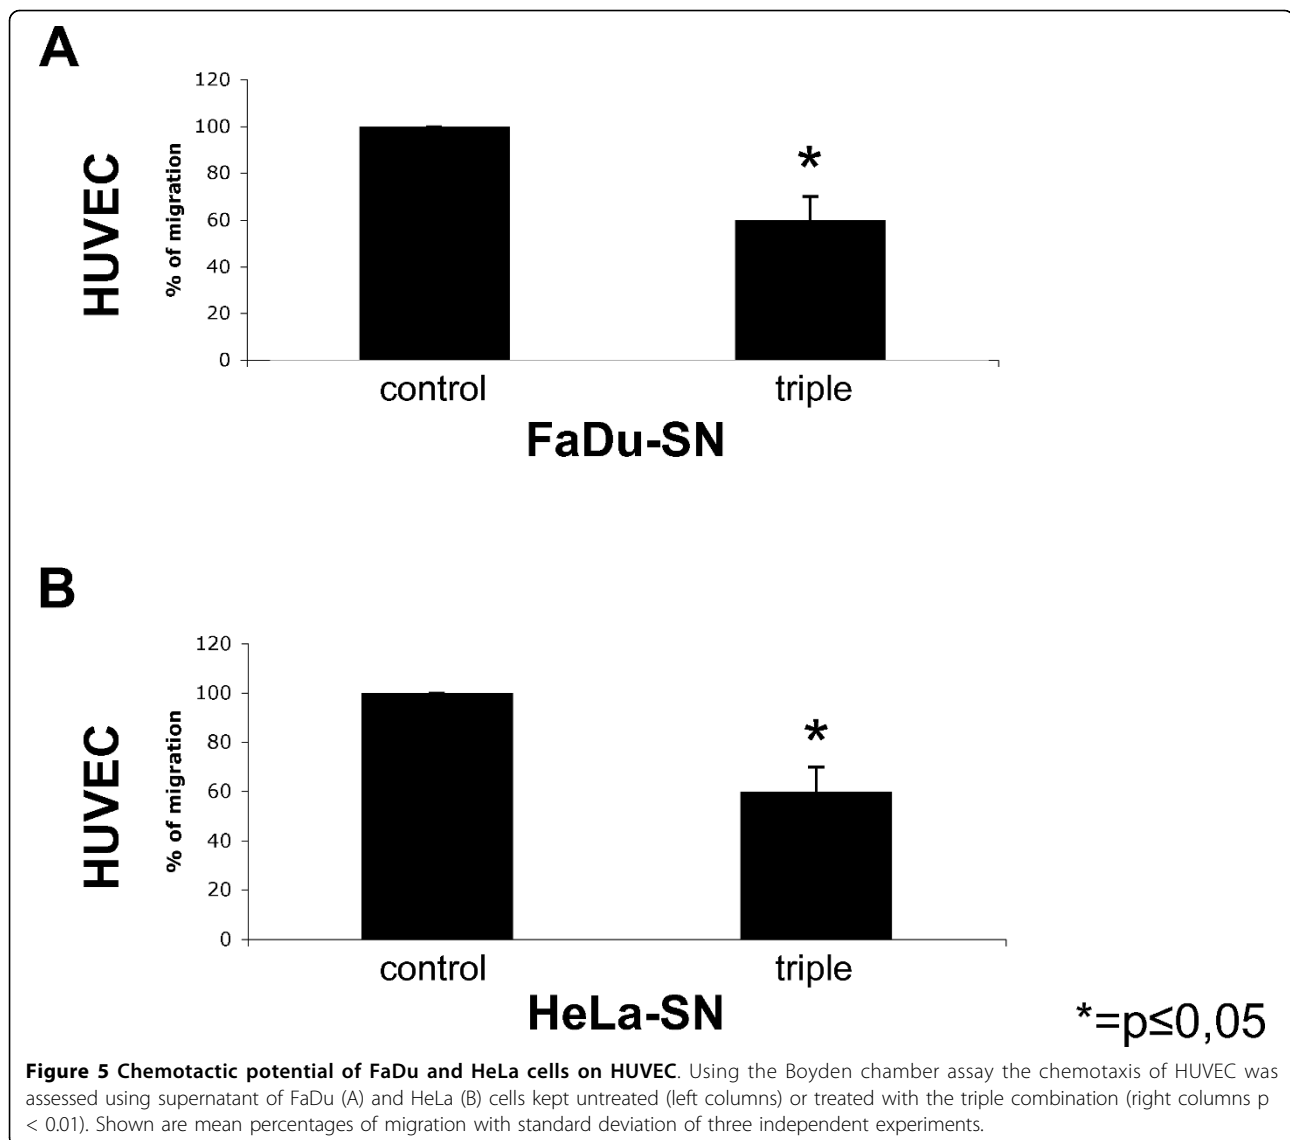 A
120
100
80
60
40
20
0
% of migration
HUVEC
*
control triple
FaDu-SN
B
120
100
80
60
40
20
0
% of migration
HUVEC
*
control triple
HeLa-SN
*=p≤0,05
Figure 5 Chemotactic potential of FaDu and HeLa cells on HUVEC. Using the Boyden chamber assay the chemotaxis of HUVEC was
assessed using supernatant of FaDu (A) and HeLa (B) cells kept untreated (left columns) or treated with the triple combination (right columns p
< 0.01). Shown are mean percentages of migration with standard deviation of three independent experiments.